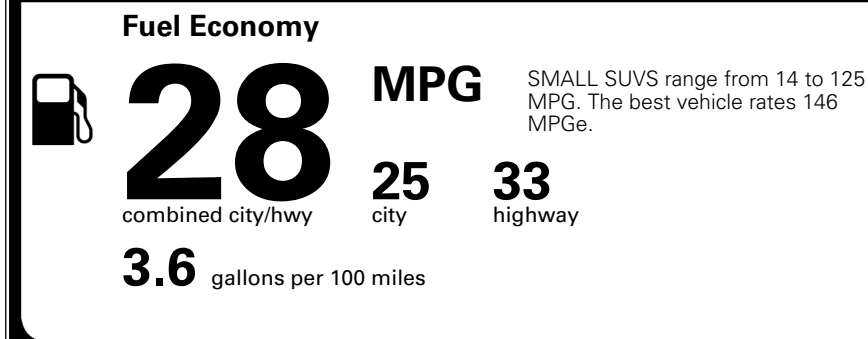 Fuel Economy
28
MPG
SMALL SUVS range from 14 to 125
MPG. The best vehicle rates 146
MPGe.
combined city/hwy
25
city
33
highway
3.6 gallons per 100 miles